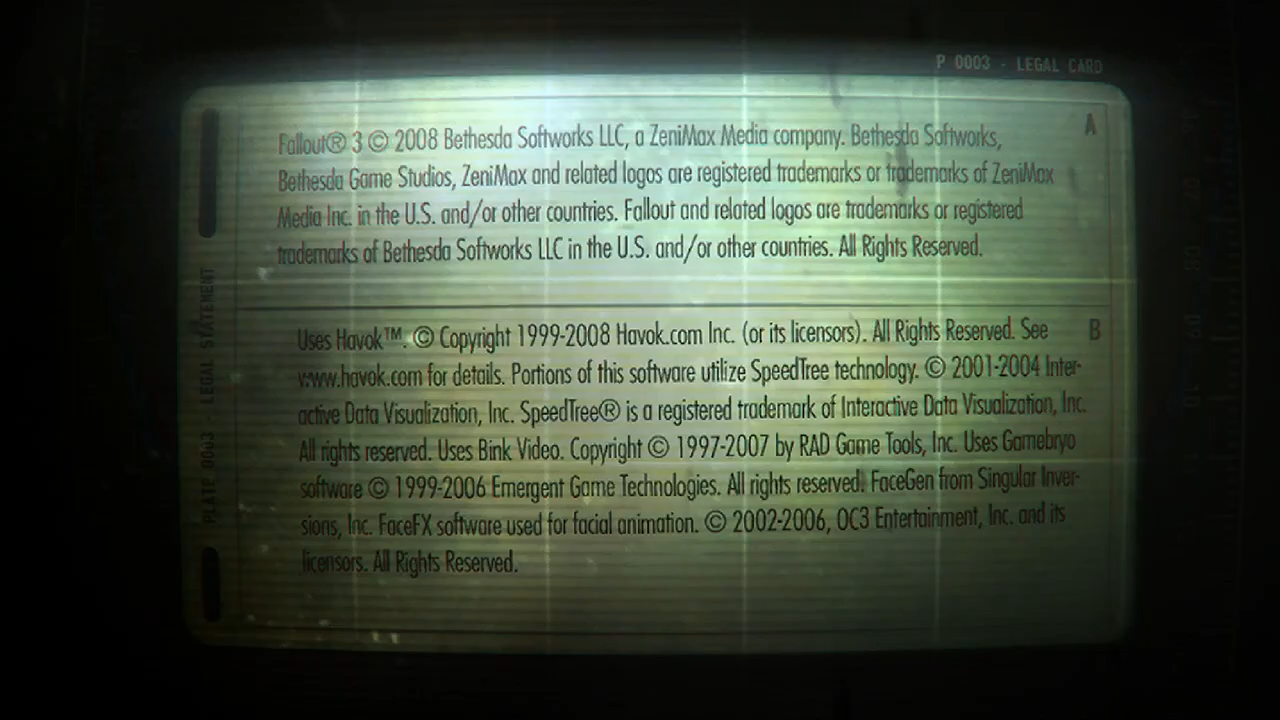 P 0003 - LEGAL CARD
A
Fallout® 3 © 2008 Bethesda Softworks LLC, a ZeniMax Media company. Bethesda Softworks,
Bethesda Game Studios, ZeniMax and related logos are registered trademarks or trademarks of ZeniMax
Media Inc. in the U.S. and/or other countries. Fallout and related logos are trademarks or registered
trademarks of Bethesda Softworks LLC in the U.S. and/or other countries. All Rights Reserved.
B
Uses Havok™. © Copyright 1999-2008 Havok.com Inc. (or its licensors). All Rights Reserved. See
www.havok.com for details. Portions of this software utilize SpeedTree technology. © 2001-2004 Inter-
active Data Visualization, Inc. SpeedTree® is a registered trademark of Interactive Data Visualization, Inc.
All rights reserved. Uses Bink Video. Copyright © 1997-2007 by RAD Game Tools, Inc. Uses Gamebryo
software © 1999-2006 Emergent Game Technologies. All rights reserved. FaceGen from Singular Inver-
sions, Inc. FaceFX software used for facial animation. © 2002-2006, OC3 Entertainment, Inc. and its
licensors. All Rights Reserved.
PLATE 0003 - LEGAL STATEMENT